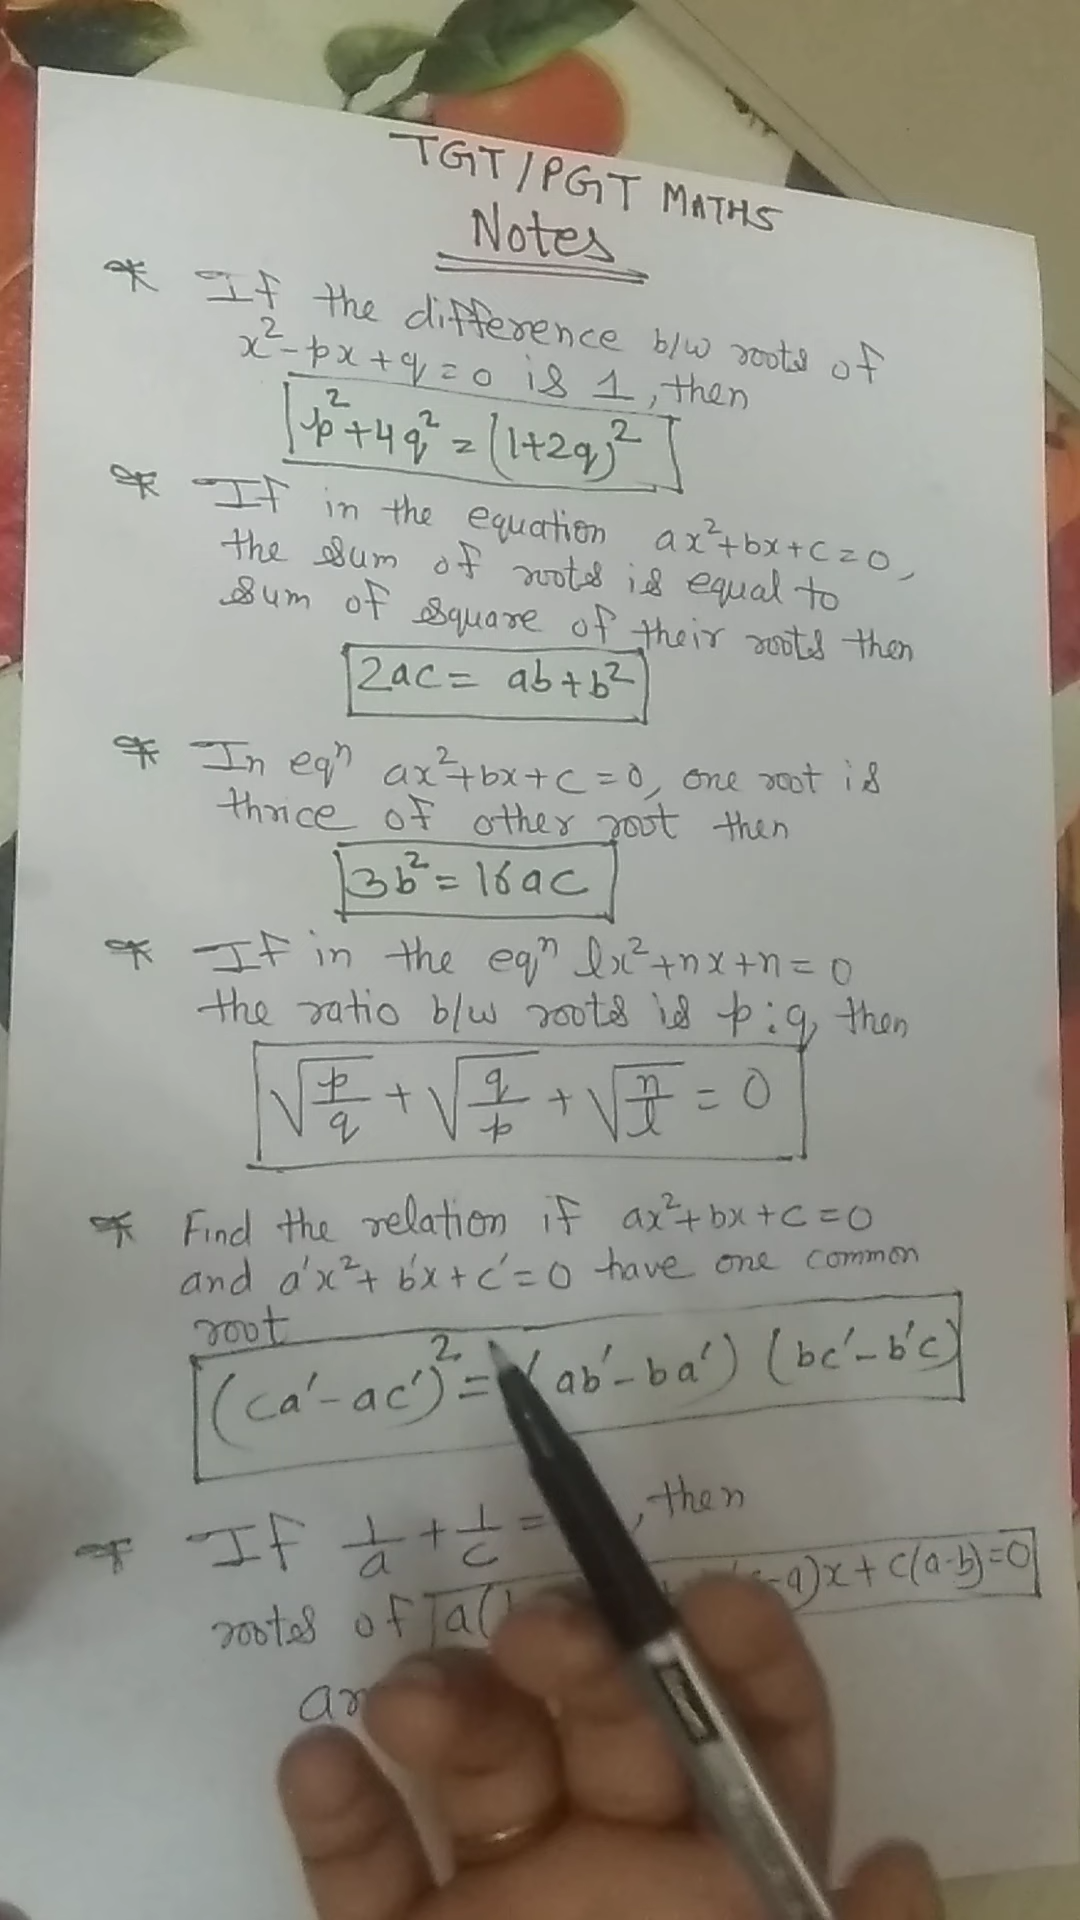 TGT/PGT MATHS
Notes
* If the difference b/w roots of
x²-px+q=0 is 1, then
p²+4q²=(1+2q)²
* If in the equation ax²+bx+c=0,
the sum of roots is equal to
sum of square of their roots then
2ac= ab+b²
* In eqⁿ ax²+bx+c=0, one root is
thrice of other root then
3b²=16ac
* If in the eqⁿ lx²+nx+n=0
the ratio b/w roots is p:q, then
√(p/q) + √(q/p) + √(n/l) = 0
* Find the relation if ax²+bx+c=0
and a'x²+b'x+c'=0 have one common
root
(ca'-ac')²=(ab'-ba') (bc'-b'c)
* If 1/a + 1/c = , then
roots of a( -a)x+c(a-b)=0